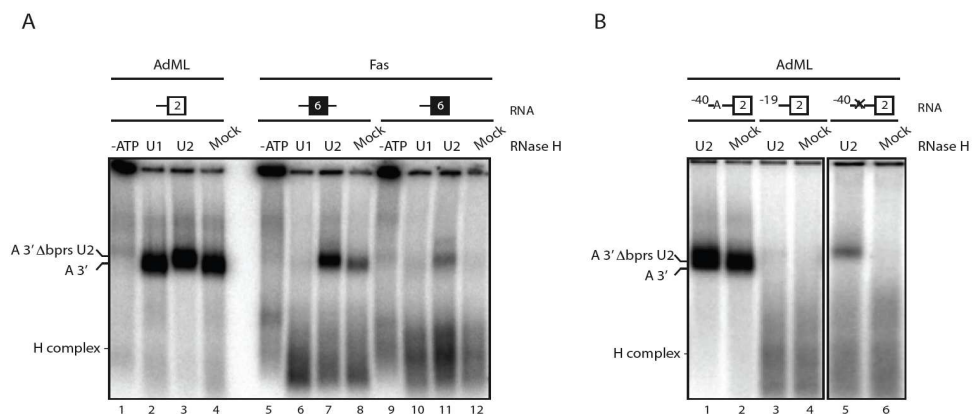 A
B
AdML
Fas
AdML
2
6
6
RNA
-40 A 2
-19 2
-40 2
RNA
-ATP U1 U2 Mock
-ATP U1 U2 Mock -ATP U1 U2 Mock
RNase H
U2 Mock U2 Mock
U2 Mock
RNase H
A 3′ Δbprs U2
A 3′
H complex
A 3′ Δbprs U2
A 3′
H complex
1 2 3 4 5 6 7 8 9 10 11 12
1 2 3 4 5 6